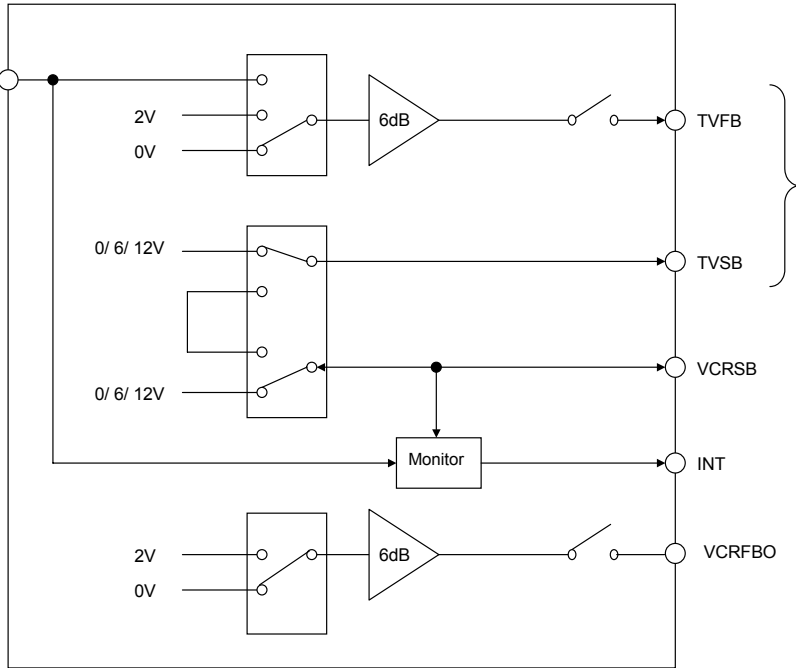 2V
0V
6dB
TVFB
0/ 6/ 12V
TVSB
VCRSB
0/ 6/ 12V
Monitor
INT
2V
0V
6dB
VCRFBO